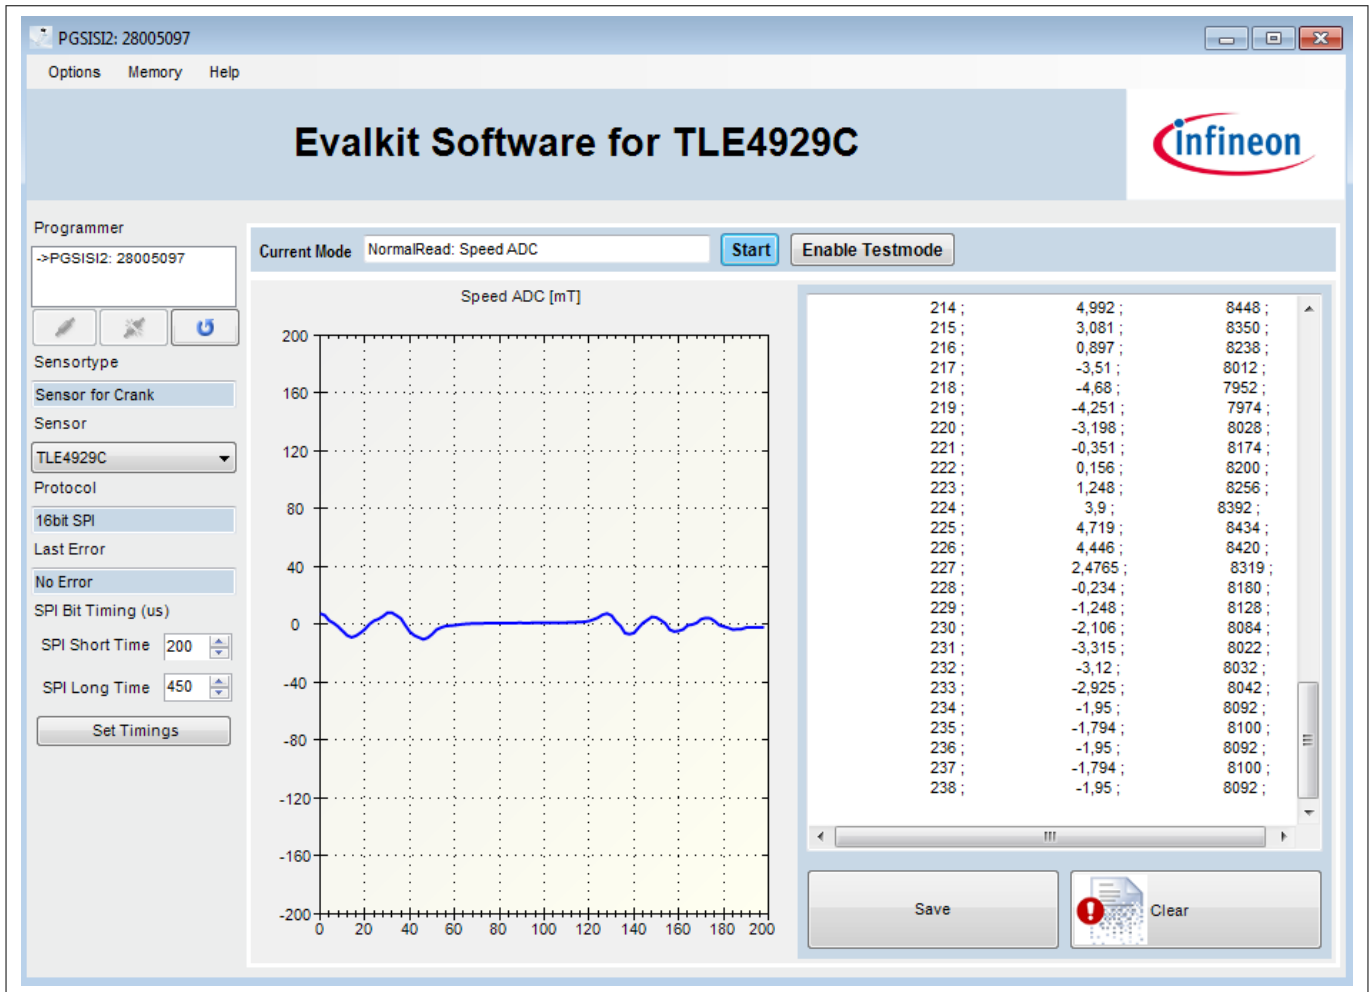 PGSISI2: 28005097
Options Memory Help
Evalkit Software for TLE4929C
infineon
Programmer
->PGSISI2: 28005097
Current Mode NormalRead: Speed ADC Start Enable Testmode
Sensortype
Sensor for Crank
Sensor
TLE4929C
Protocol
16bit SPI
Last Error
No Error
SPI Bit Timing (us)
SPI Short Time 200
SPI Long Time 450
Set Timings
Speed ADC [mT]
200
160
120
80
40
0
-40
-80
-120
-160
-200
0 20 40 60 80 100 120 140 160 180 200
214 ; 4,992 ; 8448 ;
215 ; 3,081 ; 8350 ;
216 ; 0,897 ; 8238 ;
217 ; -3,51 ; 8012 ;
218 ; -4,68 ; 7952 ;
219 ; -4,251 ; 7974 ;
220 ; -3,198 ; 8028 ;
221 ; -0,351 ; 8174 ;
222 ; 0,156 ; 8200 ;
223 ; 1,248 ; 8256 ;
224 ; 3,9 ; 8392 ;
225 ; 4,719 ; 8434 ;
226 ; 4,446 ; 8420 ;
227 ; 2,4765 ; 8319 ;
228 ; -0,234 ; 8180 ;
229 ; -1,248 ; 8128 ;
230 ; -2,106 ; 8084 ;
231 ; -3,315 ; 8022 ;
232 ; -3,12 ; 8032 ;
233 ; -2,925 ; 8042 ;
234 ; -1,95 ; 8092 ;
235 ; -1,794 ; 8100 ;
236 ; -1,95 ; 8092 ;
237 ; -1,794 ; 8100 ;
238 ; -1,95 ; 8092 ;
Save Clear